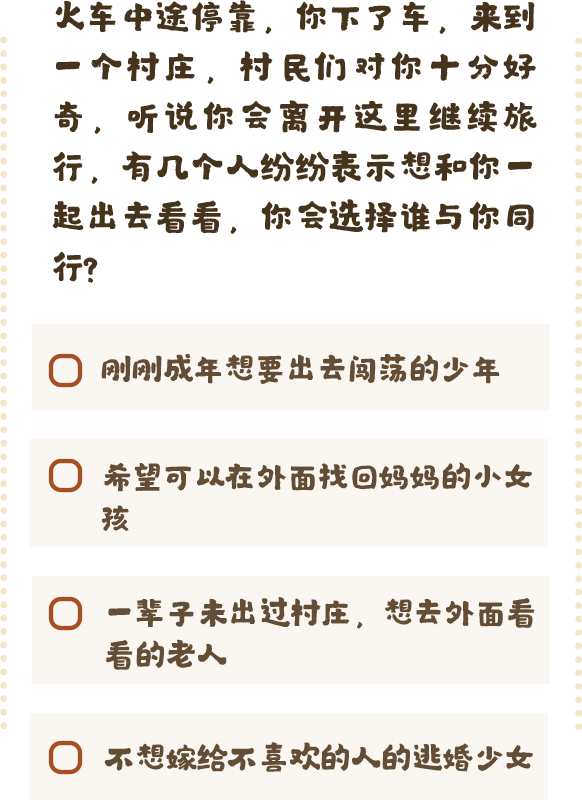 火车中途停靠，你下了车，来到
一个村庄，村民们对你十分好
奇，听说你会离开这里继续旅
行，有几个人纷纷表示想和你一
起出去看看，你会选择谁与你同
行?
刚刚成年想要出去闯荡的少年
希望可以在外面找回妈妈的小女
孩
一辈子未出过村庄，想去外面看
看的老人
不想嫁给不喜欢的人的逃婚少女